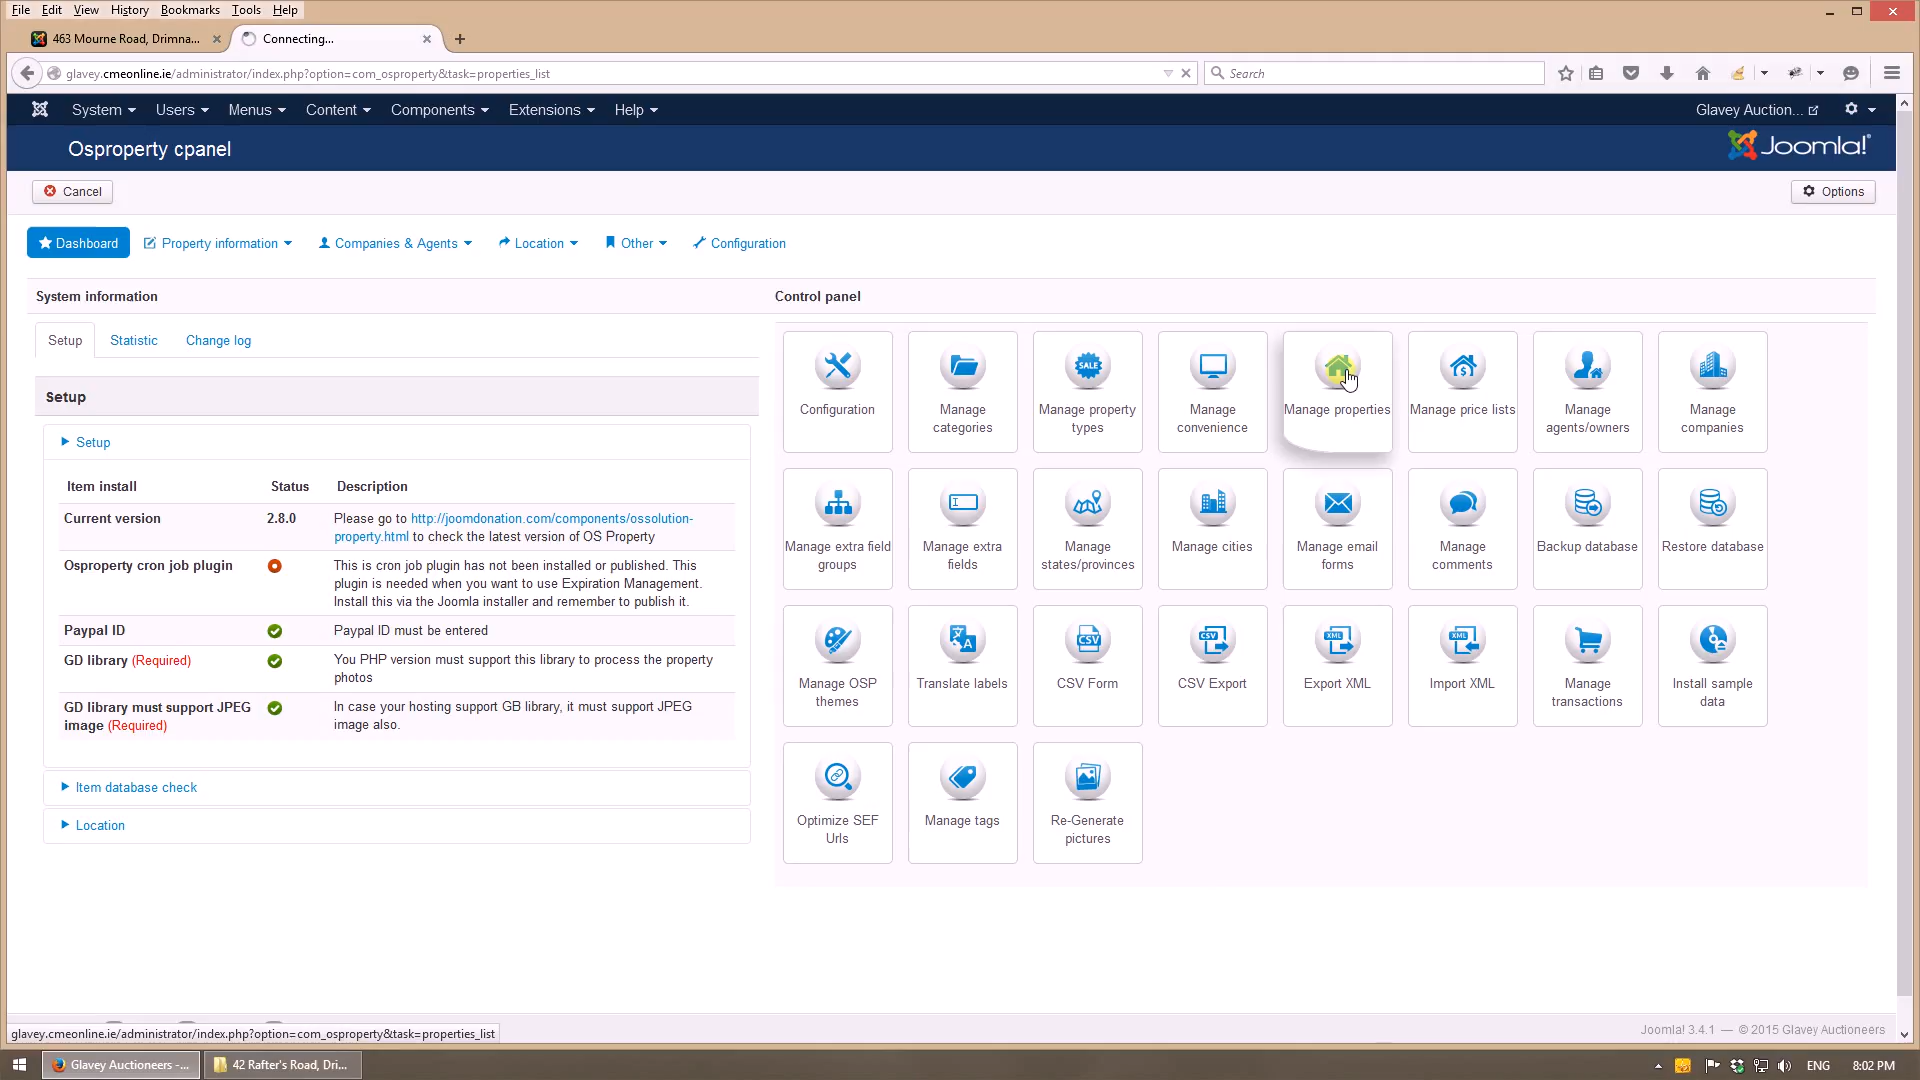 File Edit View History Bookmarks Tools Help
463 Mourne Road, Drimna...
Connecting...
glavey.cmeonline.ie/administrator/index.php?option=com_osproperty&task=properties_list
Search
System Users Menus Content Components Extensions Help
Glavey Auction...
Osproperty cpanel
Joomla!
Cancel
Options
Dashboard
Property information
Companies & Agents
Location
Other
Configuration
System information
Setup
Statistic
Change log
Setup
Setup
Item install Status Description
Current version 2.8.0 Please go to http://joomdonation.com/components/ossolution-
property.html to check the latest version of OS Property
Osproperty cron job plugin This is cron job plugin has not been installed or published. This
plugin is needed when you want to use Expiration Management.
Install this via the Joomla installer and remember to publish it.
Paypal ID Paypal ID must be entered
GD library (Required) You PHP version must support this library to process the property
photos
GD library must support JPEG In case your hosting support GB library, it must support JPEG
image (Required) image also.
Item database check
Location
Control panel
Configuration
Manage
categories
SALE
Manage property
types
Manage
convenience
Manage properties
Manage price lists
Manage
agents/owners
Manage
companies
Manage extra field
groups
Manage extra
fields
Manage
states/provinces
Manage cities
Manage email
forms
Manage
comments
Backup database
Restore database
Manage OSP
themes
Translate labels
CSV
CSV Form
CSV
CSV Export
XML
Export XML
XML
Import XML
Manage
transactions
Install sample
data
Optimize SEF
Urls
Manage tags
Re-Generate
pictures
glavey.cmeonline.ie/administrator/index.php?option=com_osproperty&task=properties_list
Joomla! 3.4.1 — © 2015 Glavey Auctioneers
Glavey Auctioneers -...
42 Rafter's Road, Dri...
ENG
8:02 PM